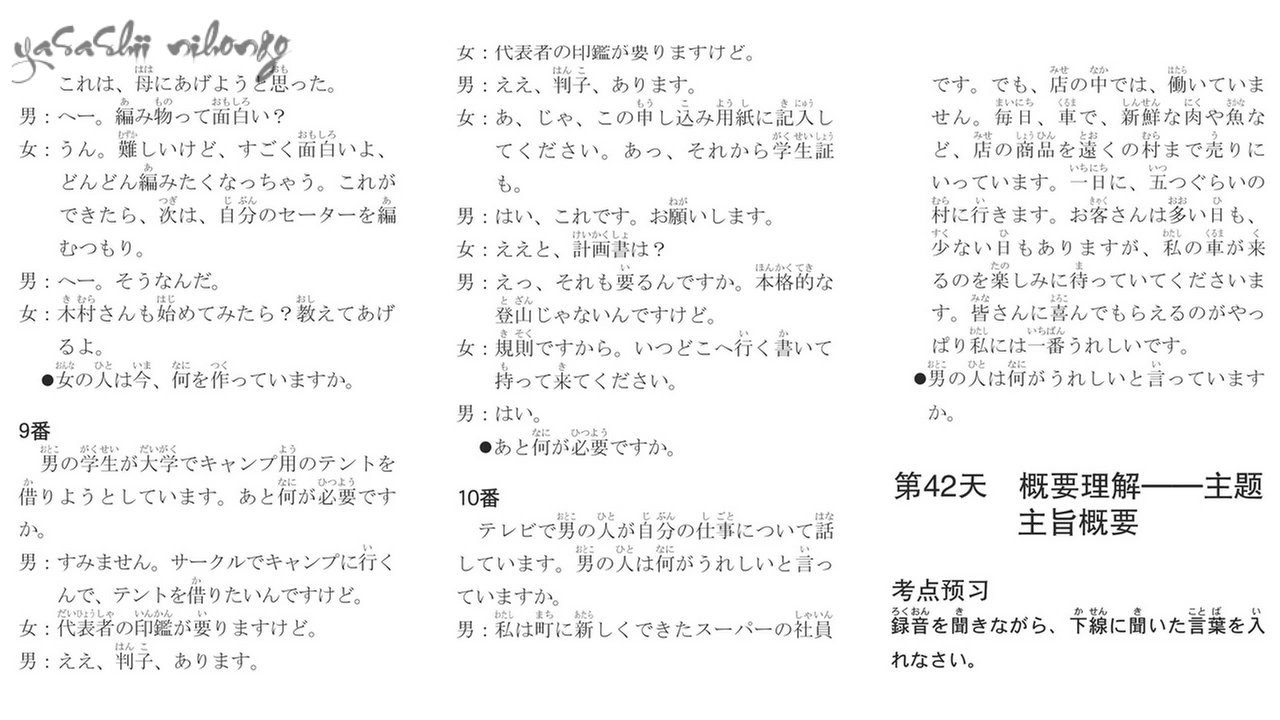 yasashii nihongo
これは、母にあげようと思った。
男：へー。編み物って面白い？
女：うん。難しいけど、すごく面白いよ、
どんどん編みたくなっちゃう。これが
できたら、次は、自分のセーターを編
むつもり。
男：へー。そうなんだ。
女：木村さんも始めてみたら？教えてあげ
るよ。
●女の人は今、何を作っていますか。
9番
男の学生が大学でキャンプ用のテントを
借りようとしています。あと何が必要です
か。
男：すみません。サークルでキャンプに行く
んで、テントを借りたいんですけど。
女：代表者の印鑑が要りますけど。
男：ええ、判子、あります。
女：代表者の印鑑が要りますけど。
男：ええ、判子、あります。
女：あ、じゃ、この申し込み用紙に記入し
てください。あっ、それから学生証
も。
男：はい、これです。お願いします。
女：ええと、計画書は？
男：えっ、それも要るんですか。本格的な
登山じゃないんですけど。
女：規則ですから。いつどこへ行く書いて
持って来てください。
男：はい。
●あと何が必要ですか。
10番
テレビで男の人が自分の仕事について話
しています。男の人は何がうれしいと言っ
ていますか。
男：私は町に新しくできたスーパーの社員
です。でも、店の中では、働いていま
せん。毎日、車で、新鮮な肉や魚な
ど、店の商品を遠くの村まで売りに
いっています。一日に、五つぐらいの
村に行きます。お客さんは多い日も、
少ない日もありますが、私の車が来
るのを楽しみに待っていてくださいま
す。皆さんに喜んでもらえるのがやっ
ぱり私には一番うれしいです。
●男の人は何がうれしいと言っています
か。
第42天　概要理解——主题
主旨概要
考点预习
録音を聞きながら、下線に聞いた言葉を入
れなさい。